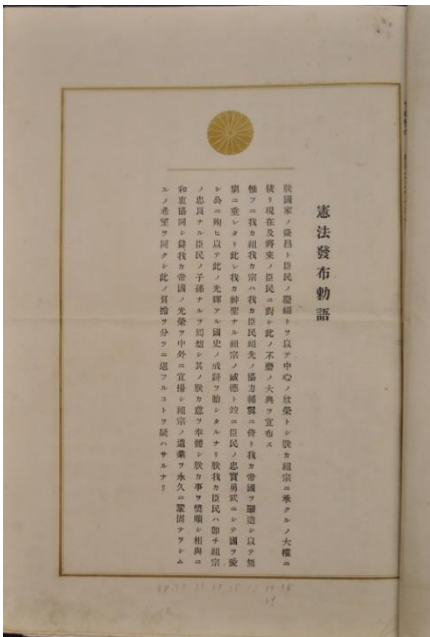 憲法發布勅語
朕國家ノ隆昌ト臣民ノ慶福トヲ以テ中心ノ欣榮トシ朕カ祖宗ニ承クルノ大權ニ
依リ現在及將來ノ臣民ニ對シ此ノ不磨ノ大典ヲ宣布ス
惟フニ我カ祖我カ宗ハ我カ臣民祖先ノ協力輔翼ニ倚リ我カ帝國ヲ肇造シ以テ無
窮ニ垂レタリ此レ我カ神聖ナル祖宗ノ威德ト竝ニ臣民ノ忠實勇武ニシテ國ヲ愛
シ公ニ殉ヒ以テ此ノ光輝アル國史ノ成跡ヲ貽シタルナリ朕我カ臣民ハ卽チ祖宗
ノ忠良ナル臣民ノ子孫ナルヲ囘想シ其ノ朕カ意ヲ奉體シ朕カ事ヲ奬順シ相與ニ
和衷協同シ益我カ帝國ノ光榮ヲ中外ニ宣揚シ祖宗ノ遺業ヲ永久ニ鞏固ナラシム
ルノ希望ヲ同クシ此ノ負擔ヲ分ツニ堪フルコトヲ疑ハサルナリ